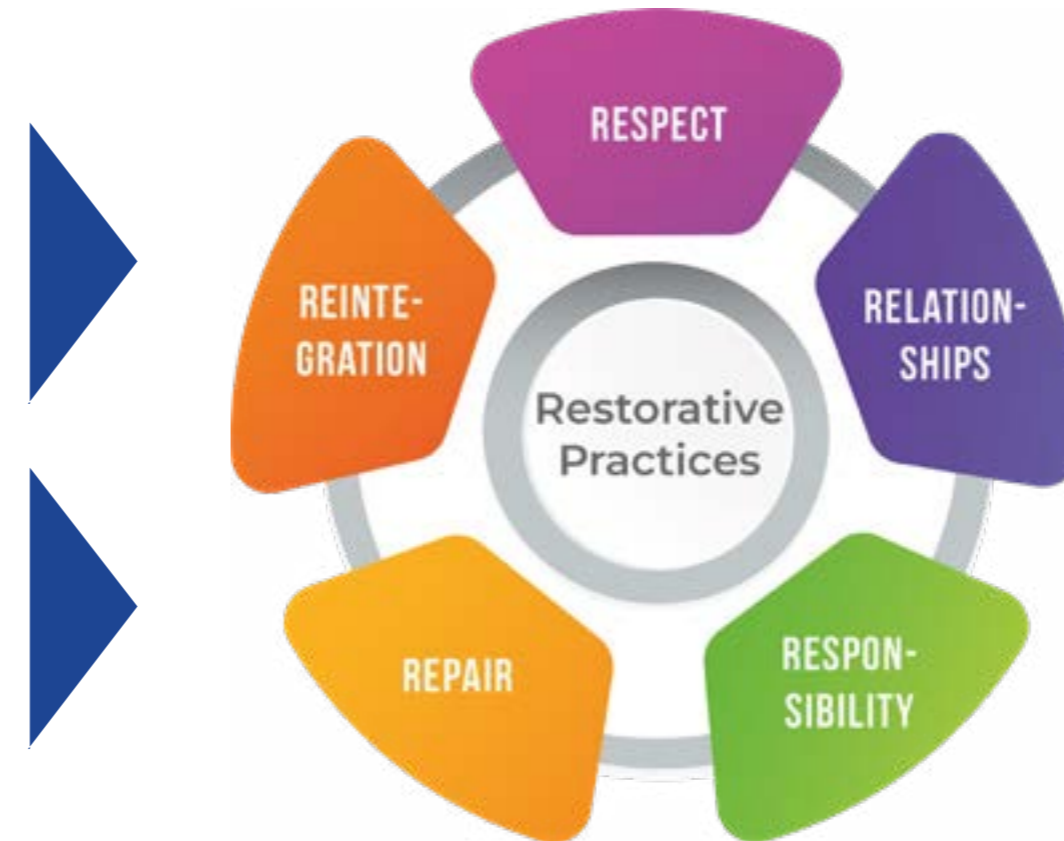 RESPECT
RELATION-
SHIPS
RESPON-
SIBILITY
REPAIR
REINTE-
GRATION
Restorative
Practices